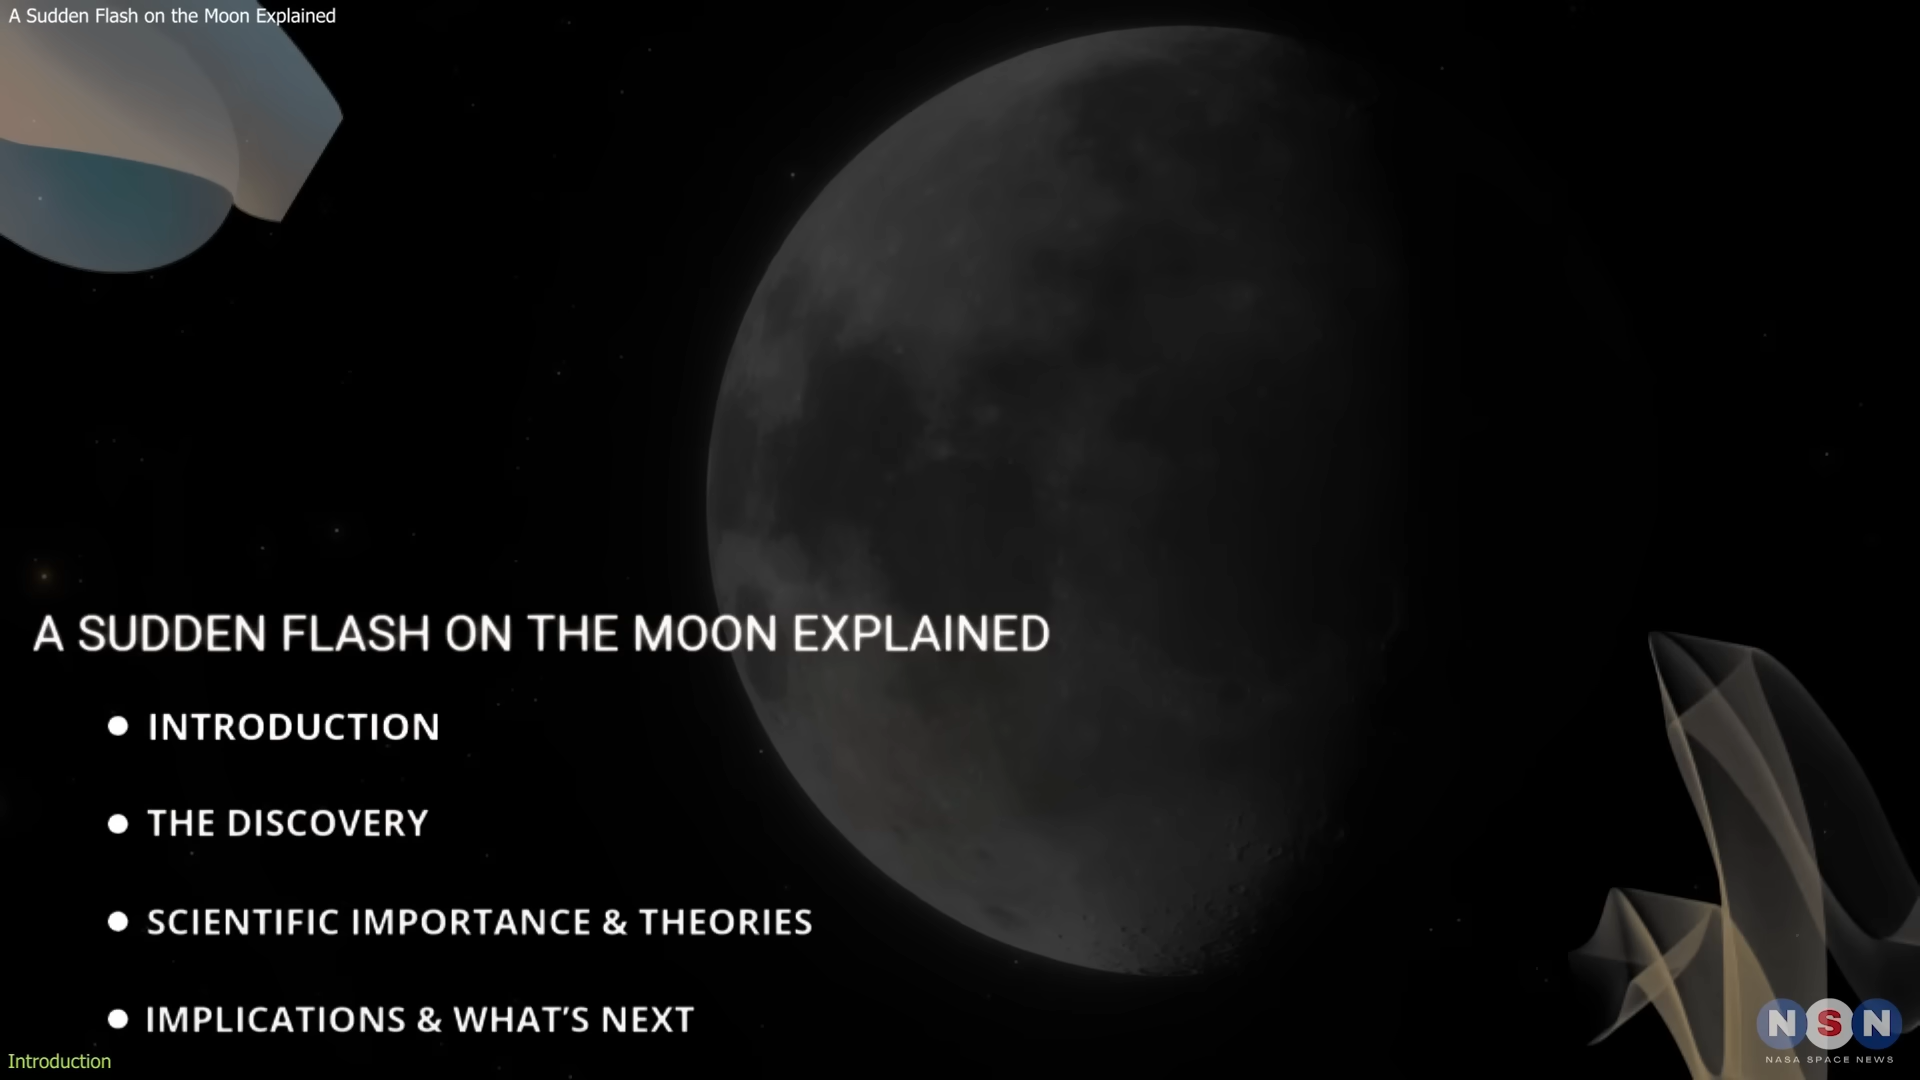 A Sudden Flash on the Moon Explained
A SUDDEN FLASH ON THE MOON EXPLAINED
INTRODUCTION
THE DISCOVERY
SCIENTIFIC IMPORTANCE & THEORIES
IMPLICATIONS & WHAT’S NEXT
Introduction
NSN
NASA SPACE NEWS